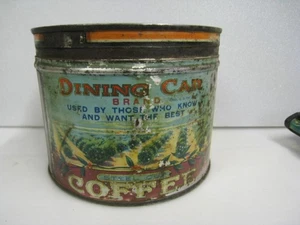 DINING CAR
BRAND
USED BY THOSE WHO KNOW
AND WANT THE BEST
COFFEE